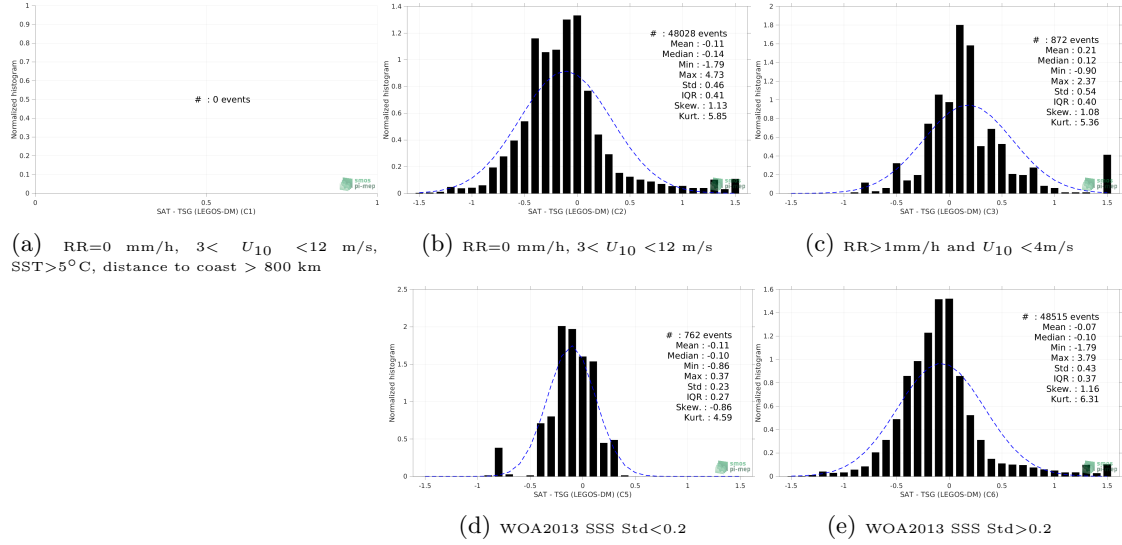 1
0.9
0.8
0.7
0.6
0.5
0.4
0.3
0.2
0.1
0
Normalized histogram
# : 0 events
0 0.5 1
SAT - TSG (LEGOS-DM) (C1)
smos
pi-mep
(a) RR=0 mm/h, 3< U10 <12 m/s,
SST>5°C, distance to coast > 800 km
1.4
1.2
1
0.8
0.6
0.4
0.2
0
Normalized histogram
# : 48028 events
Mean : -0.11
Median : -0.14
Min : -1.79
Max : 4.73
Std : 0.46
IQR : 0.41
Skew. : 1.13
Kurt. : 5.85
-1.5 -1 -0.5 0 0.5 1 1.5
SAT - TSG (LEGOS-DM) (C2)
smos
pi-mep
(b) RR=0 mm/h, 3< U10 <12 m/s
2
1.8
1.6
1.4
1.2
1
0.8
0.6
0.4
0.2
0
Normalized histogram
# : 872 events
Mean : 0.21
Median : 0.12
Min : -0.90
Max : 2.37
Std : 0.54
IQR : 0.40
Skew. : 1.08
Kurt. : 5.36
-1.5 -1 -0.5 0 0.5 1 1.5
SAT - TSG (LEGOS-DM) (C3)
smos
pi-mep
(c) RR>1mm/h and U10 <4m/s
2.5
2
1.5
1
0.5
0
Normalized histogram
# : 762 events
Mean : -0.11
Median : -0.10
Min : -0.86
Max : 0.37
Std : 0.23
IQR : 0.27
Skew. : -0.86
Kurt. : 4.59
-1.5 -1 -0.5 0 0.5 1 1.5
SAT - TSG (LEGOS-DM) (C5)
smos
pi-mep
(d) WOA2013 SSS Std<0.2
1.6
1.4
1.2
1
0.8
0.6
0.4
0.2
0
Normalized histogram
# : 48515 events
Mean : -0.07
Median : -0.10
Min : -1.79
Max : 3.79
Std : 0.43
IQR : 0.37
Skew. : 1.16
Kurt. : 6.31
-1.5 -1 -0.5 0 0.5 1 1.5
SAT - TSG (LEGOS-DM) (C6)
smos
pi-mep
(e) WOA2013 SSS Std>0.2